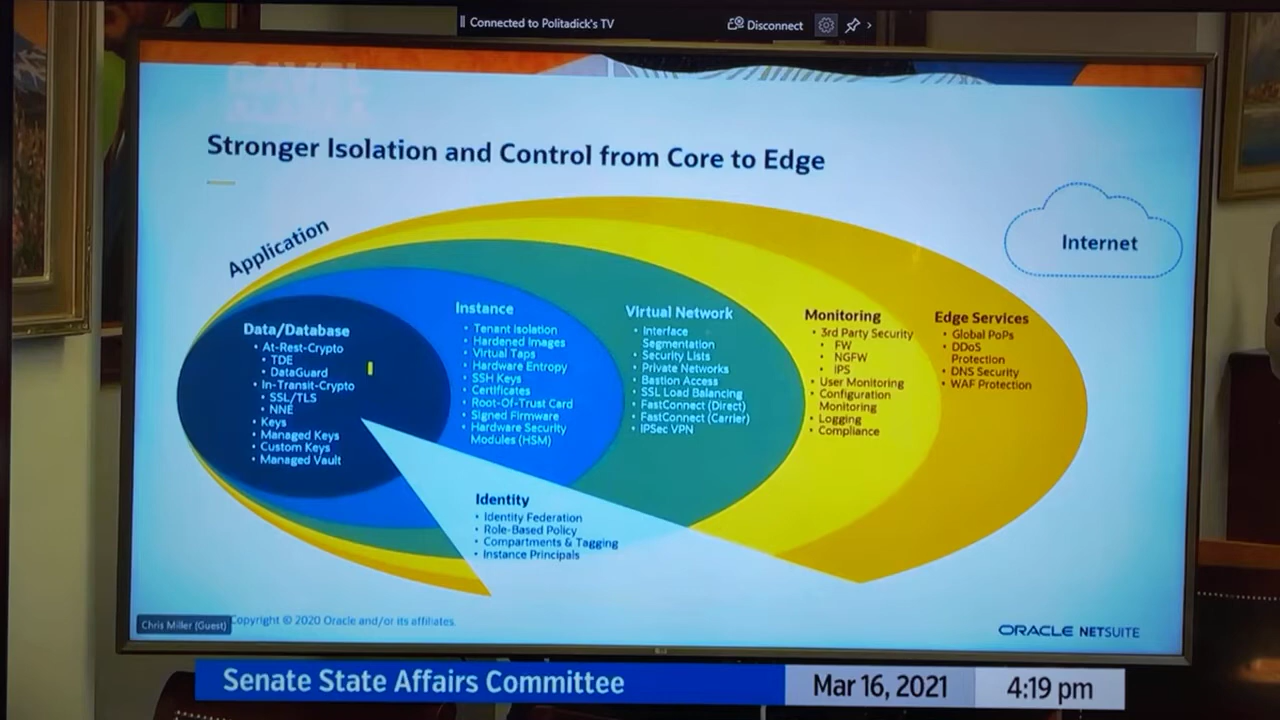 Connected to Politadick's TV
Disconnect
GAVEL
ALASKA
Stronger Isolation and Control from Core to Edge
Application
Internet
Data/Database
• At-Rest-Crypto
• TDE
• DataGuard
• In-Transit-Crypto
• SSL/TLS
• NNE
• Keys
• Managed Keys
• Custom Keys
• Managed Vault
Instance
• Tenant Isolation
• Hardened Images
• Virtual Taps
• Hardware Entropy
• SSH Keys
• Certificates
• Root-Of-Trust Card
• Signed Firmware
• Hardware Security
Modules (HSM)
Virtual Network
• Interface
Segmentation
• Security Lists
• Private Networks
• Bastion Access
• SSL Load Balancing
• FastConnect (Direct)
• FastConnect (Carrier)
• IPSec VPN
Monitoring
• 3rd Party Security
• FW
• NGFW
• IPS
• User Monitoring
• Configuration
Monitoring
• Logging
• Compliance
Edge Services
• Global PoPs
• DDoS
Protection
• DNS Security
• WAF Protection
Identity
• Identity Federation
• Role-Based Policy
• Compartments & Tagging
• Instance Principals
Chris Miller (Guest)
Copyright © 2020 Oracle and/or its affiliates.
ORACLE NETSUITE
Senate State Affairs Committee
Mar 16, 2021
4:19 pm